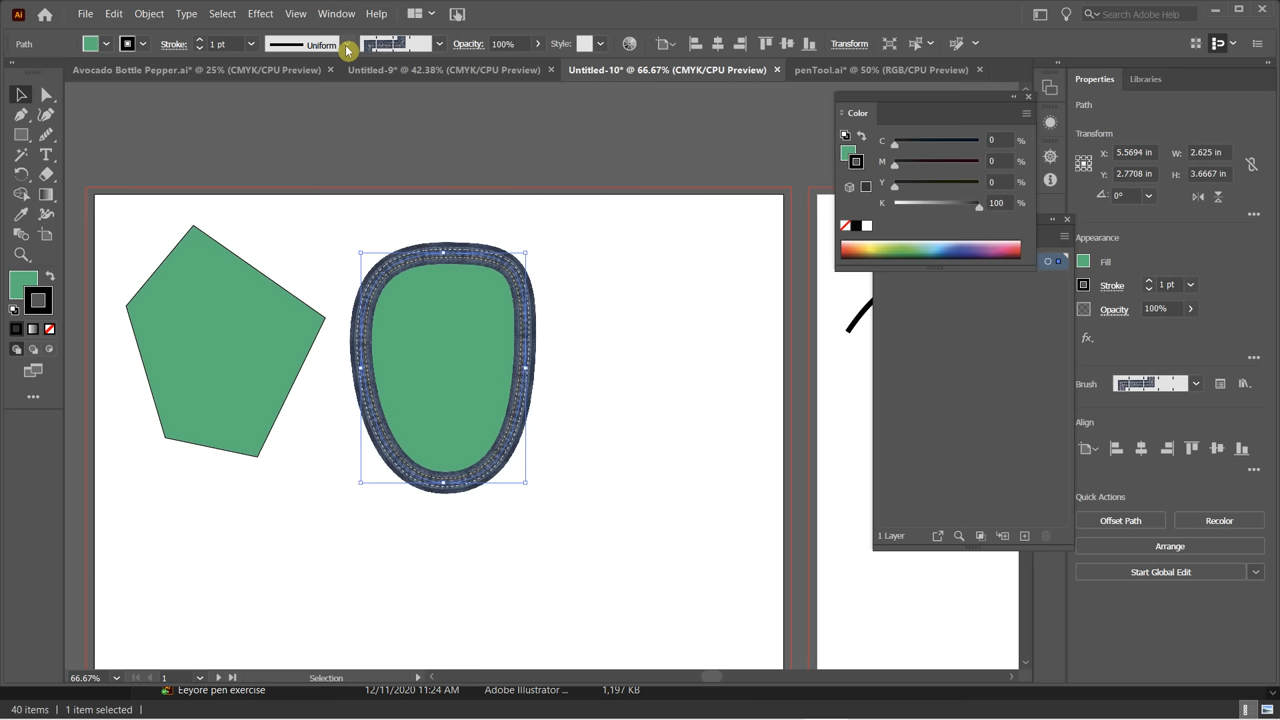 File Edit Object Type Select Effect View Window Help
Search Adobe Help
Path Stroke: 1 pt Uniform Opacity: 100% Style: Transform
Avocado Bottle Pepper.ai* @ 25% (CMYK/CPU Preview) Untitled-9* @ 42.38% (CMYK/CPU Preview) Untitled-10* @ 66.67% (CMYK/CPU Preview) penTool.ai* @ 50% (RGB/CPU Preview)
Properties Libraries
Path
Transform
X: 5.5694 in W: 2.625 in
Y: 2.7708 in H: 3.6667 in
0°
Appearance
Fill
Stroke 1 pt
Opacity 100%
fx.
Brush
Align
Quick Actions
Offset Path Recolor
Arrange
Start Global Edit
Color
C 0 %
M 0 %
Y 0 %
K 100 %
1 Layer
66.67% 1 Selection
Eeyore pen exercise 12/11/2020 11:24 AM Adobe Illustrator ... 1,197 KB
40 items 1 item selected